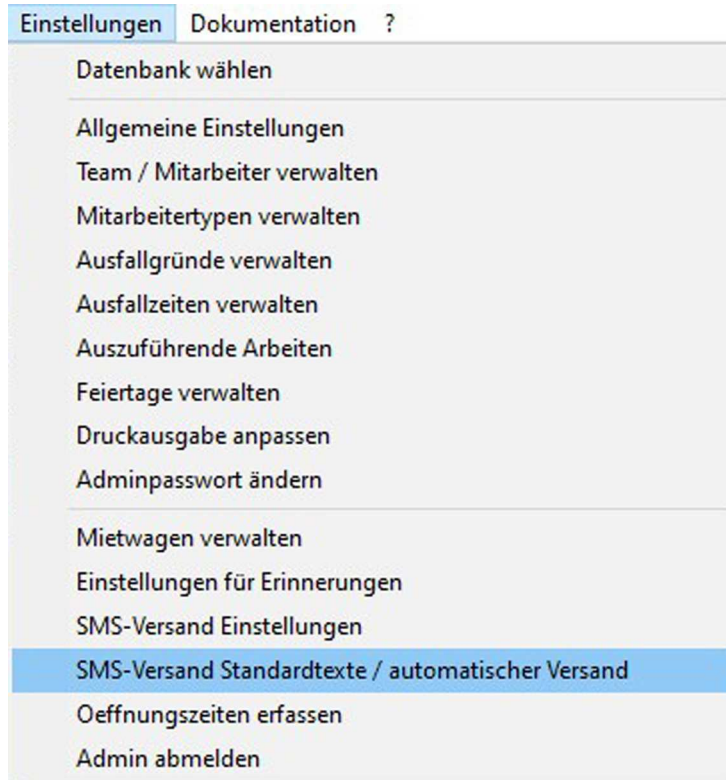 Einstellungen Dokumentation ?
Datenbank wählen
Allgemeine Einstellungen
Team / Mitarbeiter verwalten
Mitarbeitertypen verwalten
Ausfallgründe verwalten
Ausfallzeiten verwalten
Auszuführende Arbeiten
Feiertage verwalten
Druckausgabe anpassen
Adminpasswort ändern
Mietwagen verwalten
Einstellungen für Erinnerungen
SMS-Versand Einstellungen
SMS-Versand Standardtexte / automatischer Versand
Oeffnungszeiten erfassen
Admin abmelden